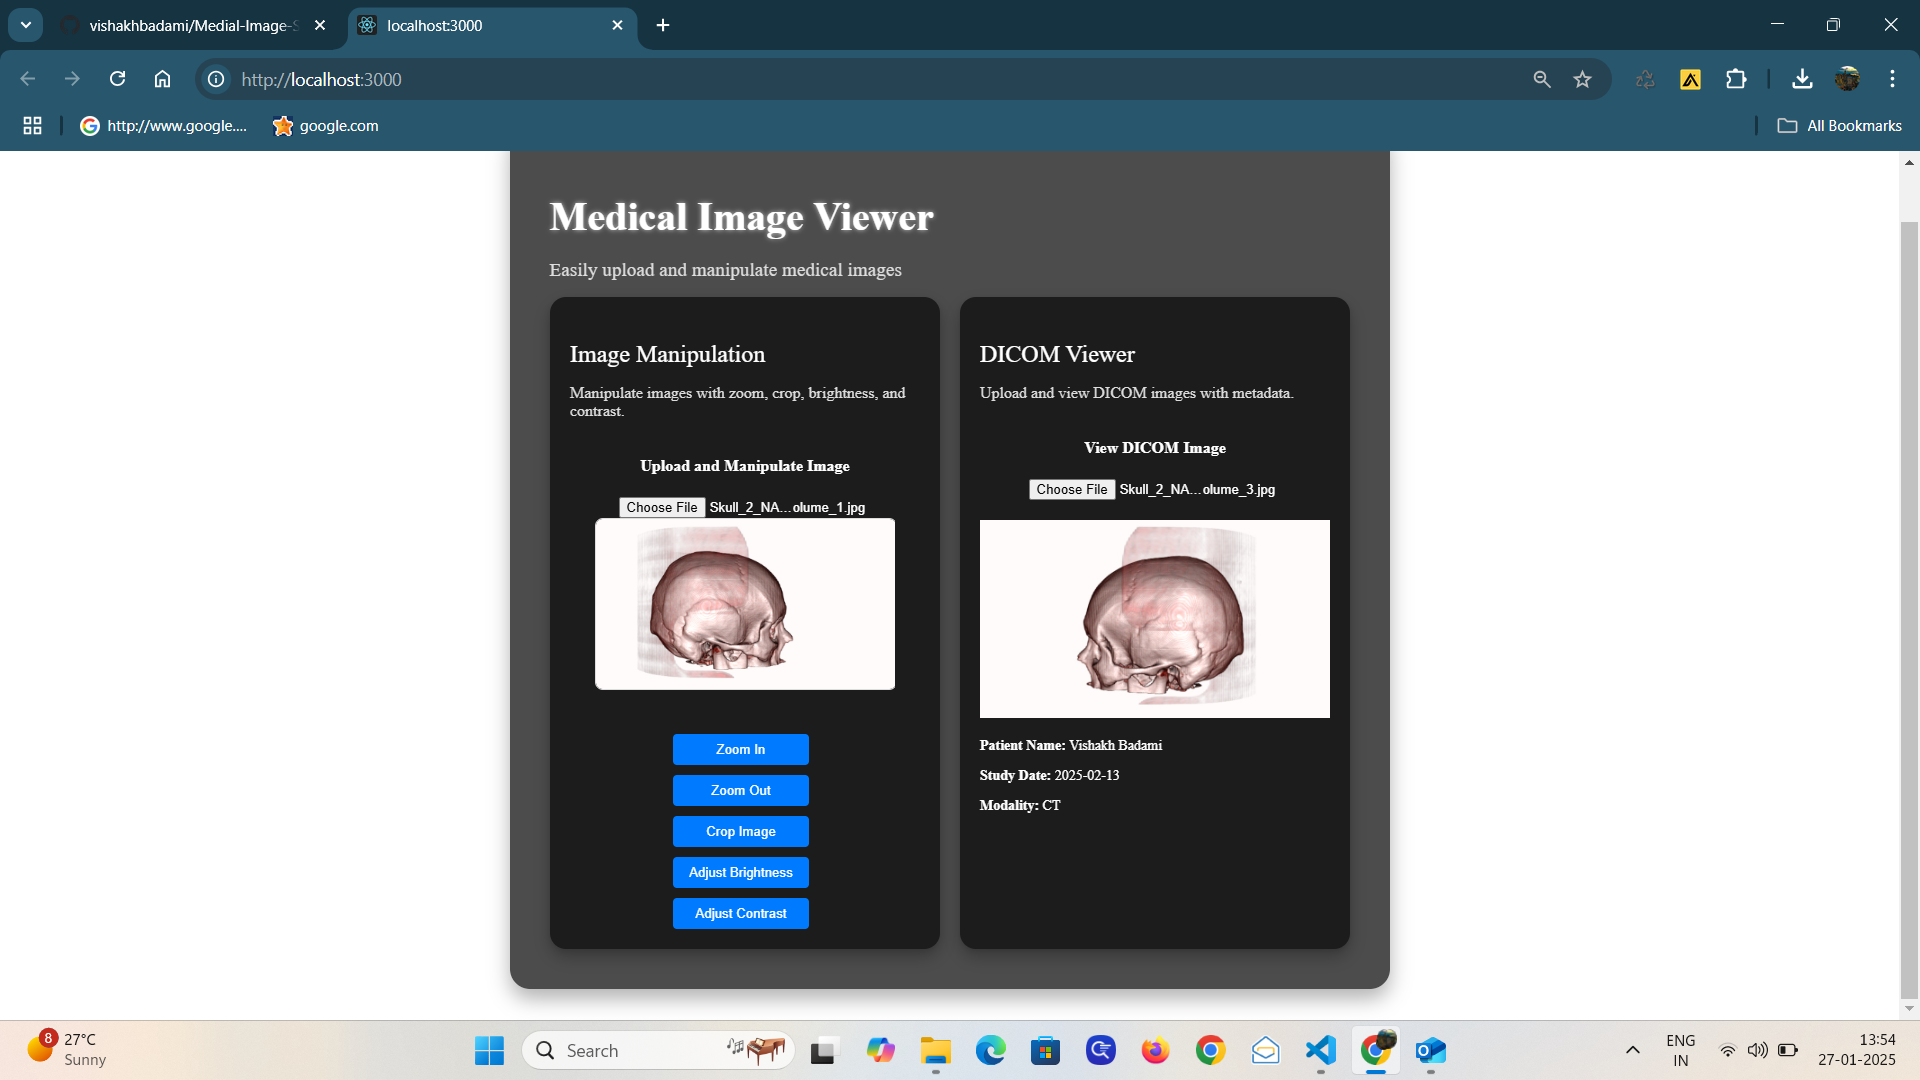 vishakhbadami/Medial-Image-S
localhost:3000
http://localhost:3000
http://www.google....
google.com
All Bookmarks
Medical Image Viewer
Easily upload and manipulate medical images
Image Manipulation
Manipulate images with zoom, crop, brightness, and
contrast.
Upload and Manipulate Image
Choose File Skull_2_NA...olume_1.jpg
Zoom In
Zoom Out
Crop Image
Adjust Brightness
Adjust Contrast
DICOM Viewer
Upload and view DICOM images with metadata.
View DICOM Image
Choose File Skull_2_NA...olume_3.jpg
Patient Name: Vishakh Badami
Study Date: 2025-02-13
Modality: CT
8
27°C
Sunny
Search
ENG
IN
13:54
27-01-2025